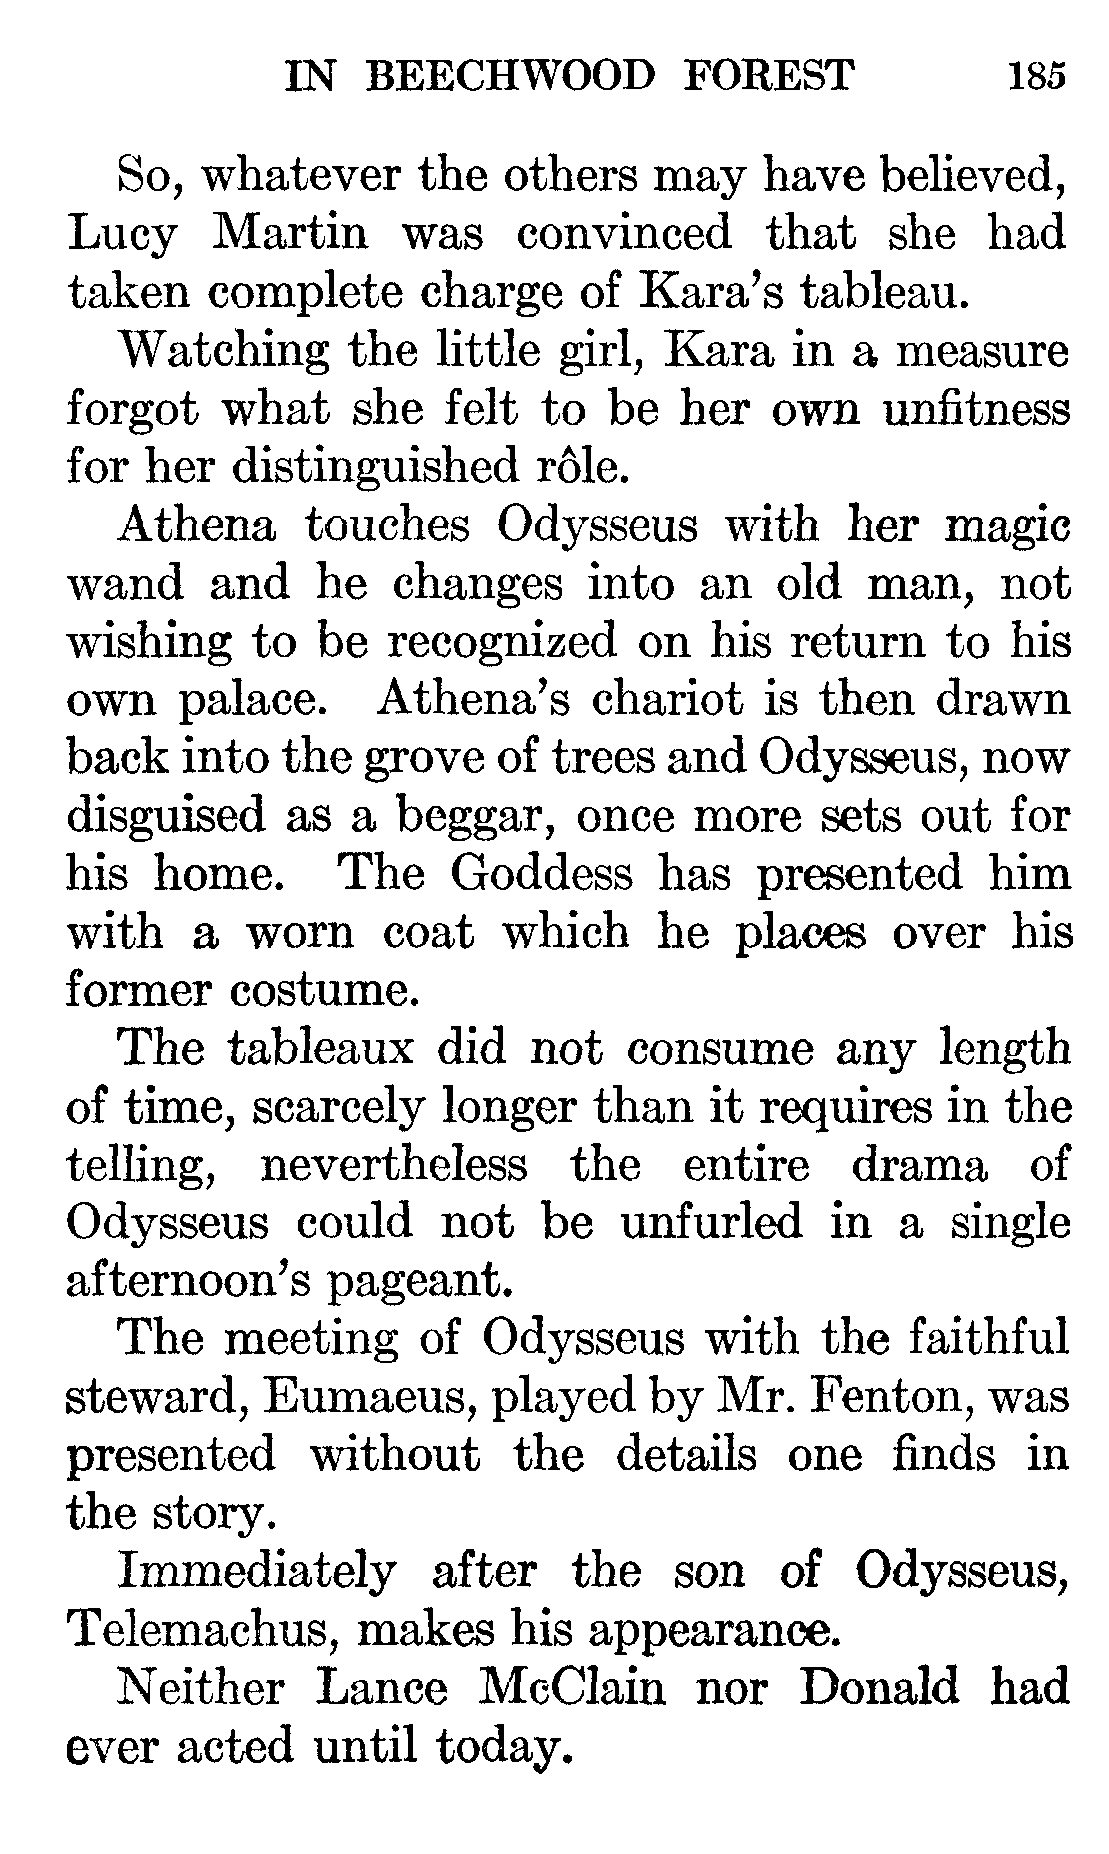 IN BEECHWOOD FOREST 185
So, whatever the others may have believed,
Lucy Martin was convinced that she had
taken complete charge of Kara's tableau.
Watching the little girl, Kara in a measure
forgot what she felt to be her own unfitness
for her distinguished rôle.
Athena touches Odysseus with her magic
wand and he changes into an old man, not
wishing to be recognized on his return to his
own palace. Athena's chariot is then drawn
back into the grove of trees and Odysseus, now
disguised as a beggar, once more sets out for
his home. The Goddess has presented him
with a worn coat which he places over his
former costume.
The tableaux did not consume any length
of time, scarcely longer than it requires in the
telling, nevertheless the entire drama of
Odysseus could not be unfurled in a single
afternoon's pageant.
The meeting of Odysseus with the faithful
steward, Eumaeus, played by Mr. Fenton, was
presented without the details one finds in
the story.
Immediately after the son of Odysseus,
Telemachus, makes his appearance.
Neither Lance McClain nor Donald had
ever acted until today.